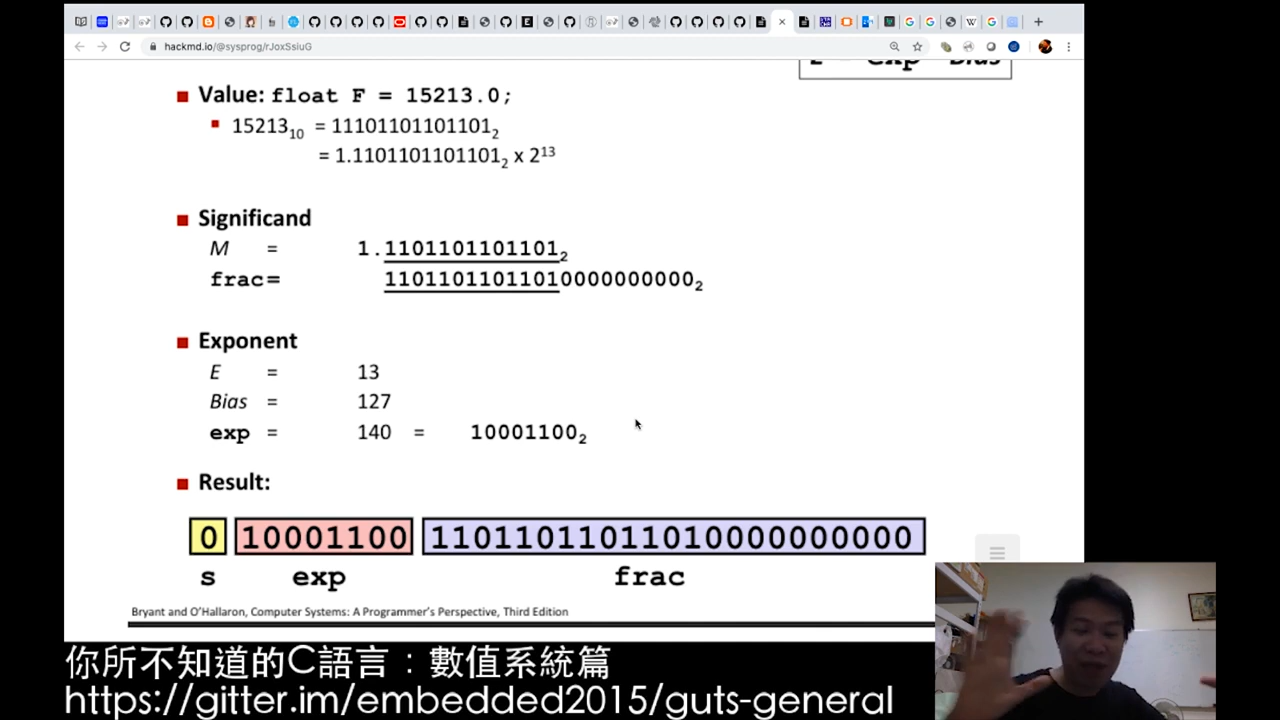 hackmd.io/@sysprog/rJoxSsiuG
Value: float F = 15213.0;
15213₁₀ = 11101101101101₂
= 1.1101101101101₂ x 2¹³
Significand
M = 1.1101101101101₂
frac= 11011011011010000000000₂
Exponent
E = 13
Bias = 127
exp = 140 = 10001100₂
Result:
0 10001100 11011011011010000000000
s exp frac
Bryant and O'Hallaron, Computer Systems: A Programmer's Perspective, Third Edition
你所不知道的C語言：數值系統篇
https://gitter.im/embedded2015/guts-general